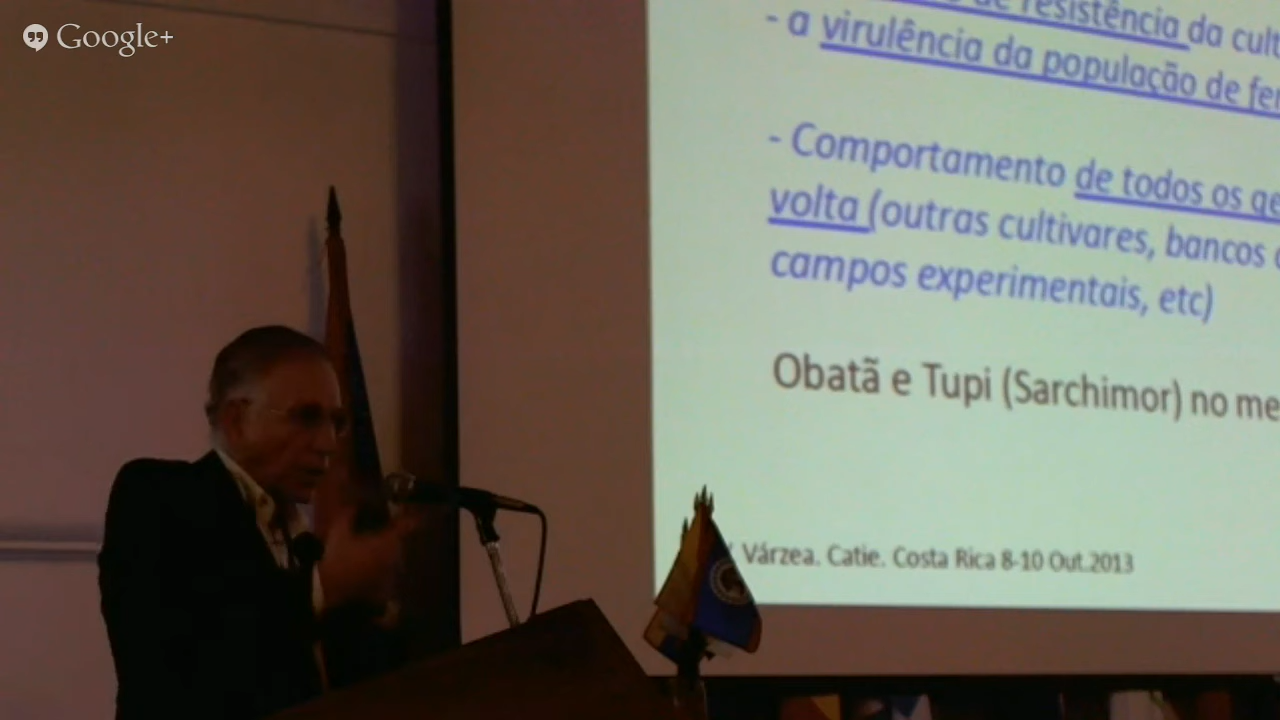 Google+
de resistência da cult
- a virulência da população de fer
- Comportamento de todos os ge
volta (outras cultivares, bancos
campos experimentais, etc)
Obatã e Tupi (Sarchimor) no me
Várzea. Catie. Costa Rica 8-10 Out.2013